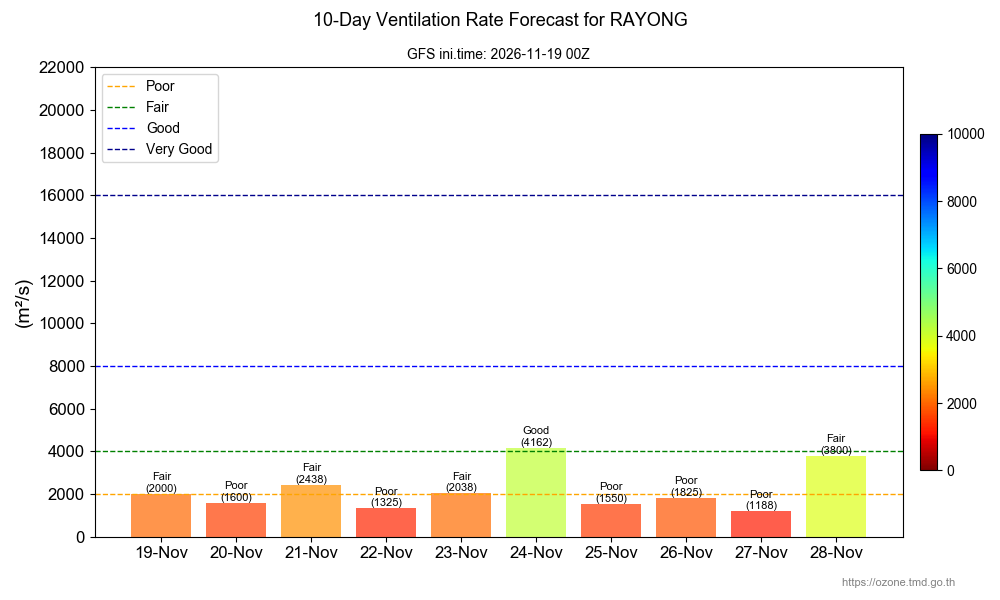 10-Day Ventilation Rate Forecast for RAYONG
GFS ini.time: 2026-11-19 00Z
Poor
Fair
Good
Very Good
(m²/s)
22000
20000
18000
16000
14000
12000
10000
8000
6000
4000
2000
0
Fair
(2000)
Poor
(1600)
Fair
(2438)
Poor
(1325)
Fair
(2038)
Good
(4162)
Poor
(1550)
Poor
(1825)
Poor
(1188)
Fair
(3800)
19-Nov 20-Nov 21-Nov 22-Nov 23-Nov 24-Nov 25-Nov 26-Nov 27-Nov 28-Nov
10000
8000
6000
4000
2000
0
https://ozone.tmd.go.th